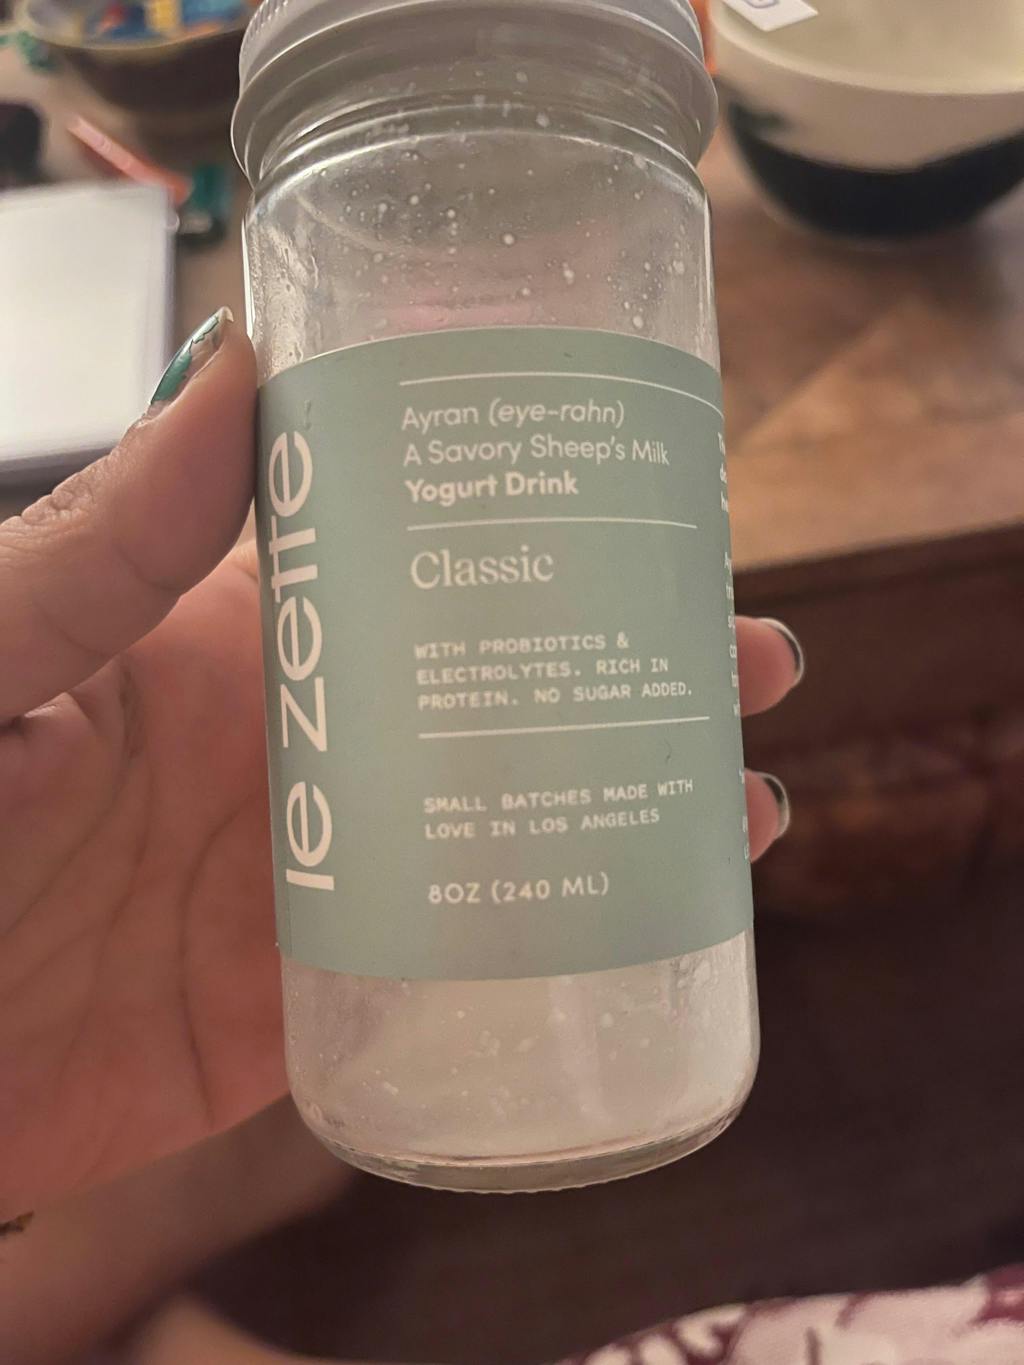 le zette
Ayran (eye-rahn)
A Savory Sheep's Milk
Yogurt Drink
Classic
WITH PROBIOTICS &
ELECTROLYTES. RICH IN
PROTEIN. NO SUGAR ADDED.
SMALL BATCHES MADE WITH
LOVE IN LOS ANGELES
8OZ (240 ML)